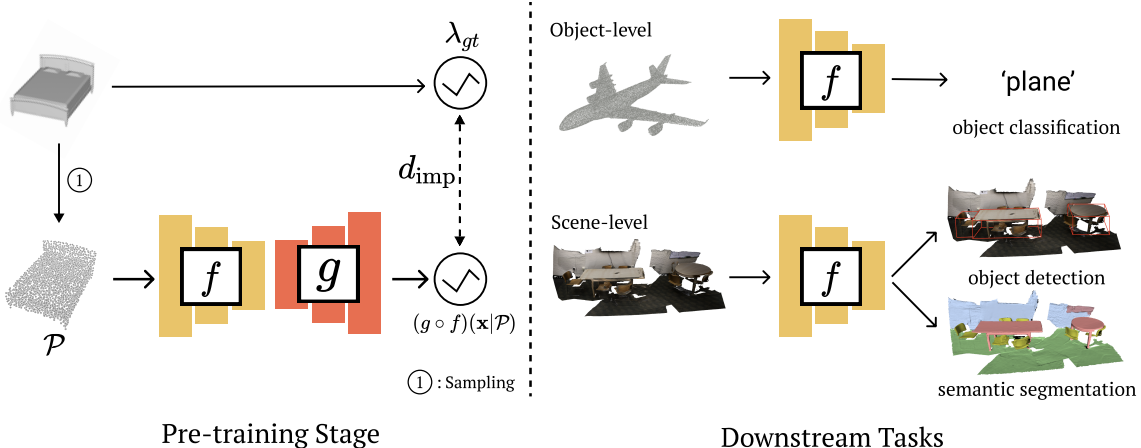 λ_gt
①
d_imp
f
g
𝒫
(g ∘ f)(𝐱|𝒫)
① : Sampling
Pre-training Stage
Object-level
f
'plane'
object classification
Scene-level
f
object detection
semantic segmentation
Downstream Tasks